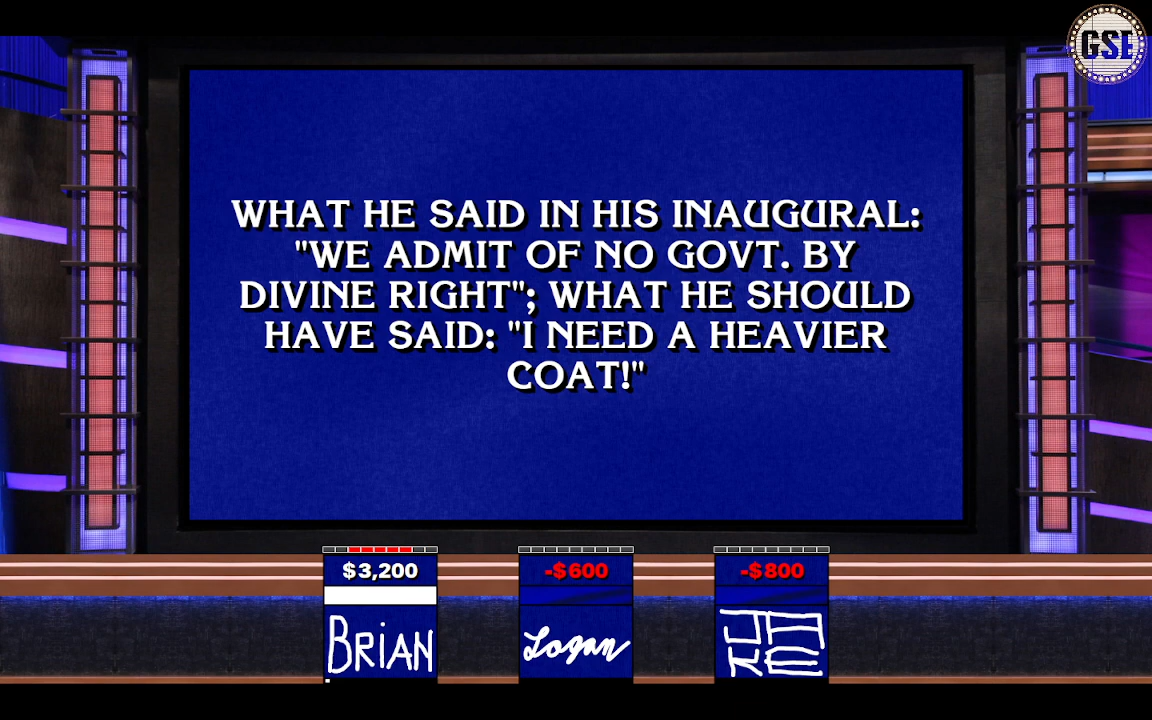 GSE
WHAT HE SAID IN HIS INAUGURAL:
"WE ADMIT OF NO GOVT. BY
DIVINE RIGHT"; WHAT HE SHOULD
HAVE SAID: "I NEED A HEAVIER
COAT!"
$3,200
-$600
-$800
BRIAN
Logan